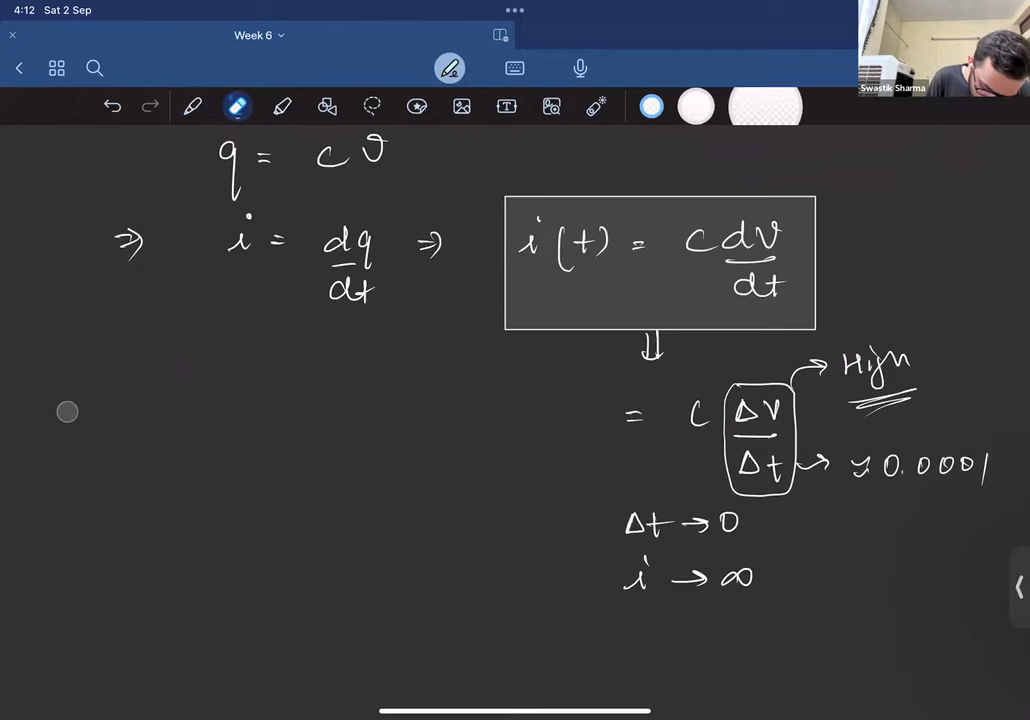 4:12 Sat 2 Sep
Week 6
Swastik Sharma
q = cv
⇒ i = dq/dt ⇒ i(t) = C dv/dt
⇓
= C ΔV/Δt
→ High
→ ≈ 0.0001
Δt → 0
i → ∞